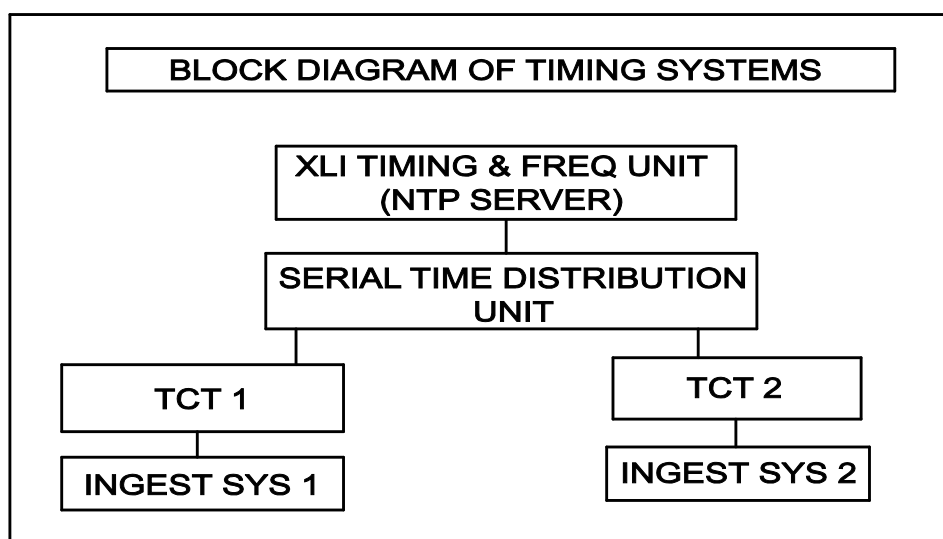 BLOCK DIAGRAM OF TIMING SYSTEMS
XLI TIMING & FREQ UNIT
(NTP SERVER)
SERIAL TIME DISTRIBUTION
UNIT
TCT 1
TCT 2
INGEST SYS 1
INGEST SYS 2